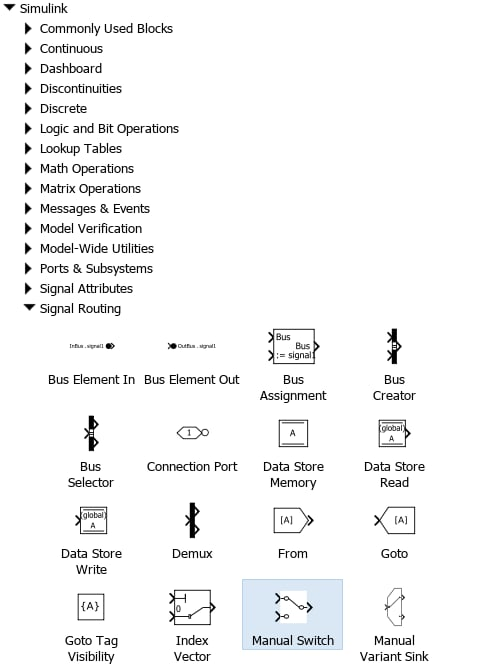 Simulink
Commonly Used Blocks
Continuous
Dashboard
Discontinuities
Discrete
Logic and Bit Operations
Lookup Tables
Math Operations
Matrix Operations
Messages & Events
Model Verification
Model-Wide Utilities
Ports & Subsystems
Signal Attributes
Signal Routing
InBus.signal1
OutBus.signal1
Bus
Bus
:= signal1
Bus Element In
Bus Element Out
Bus
Assignment
Bus
Creator
1
A
(global)
A
Bus
Selector
Connection Port
Data Store
Memory
Data Store
Read
(global)
A
[A]
[A]
Data Store
Write
Demux
From
Goto
{A}
0
Goto Tag
Visibility
Index
Vector
Manual Switch
Manual
Variant Sink